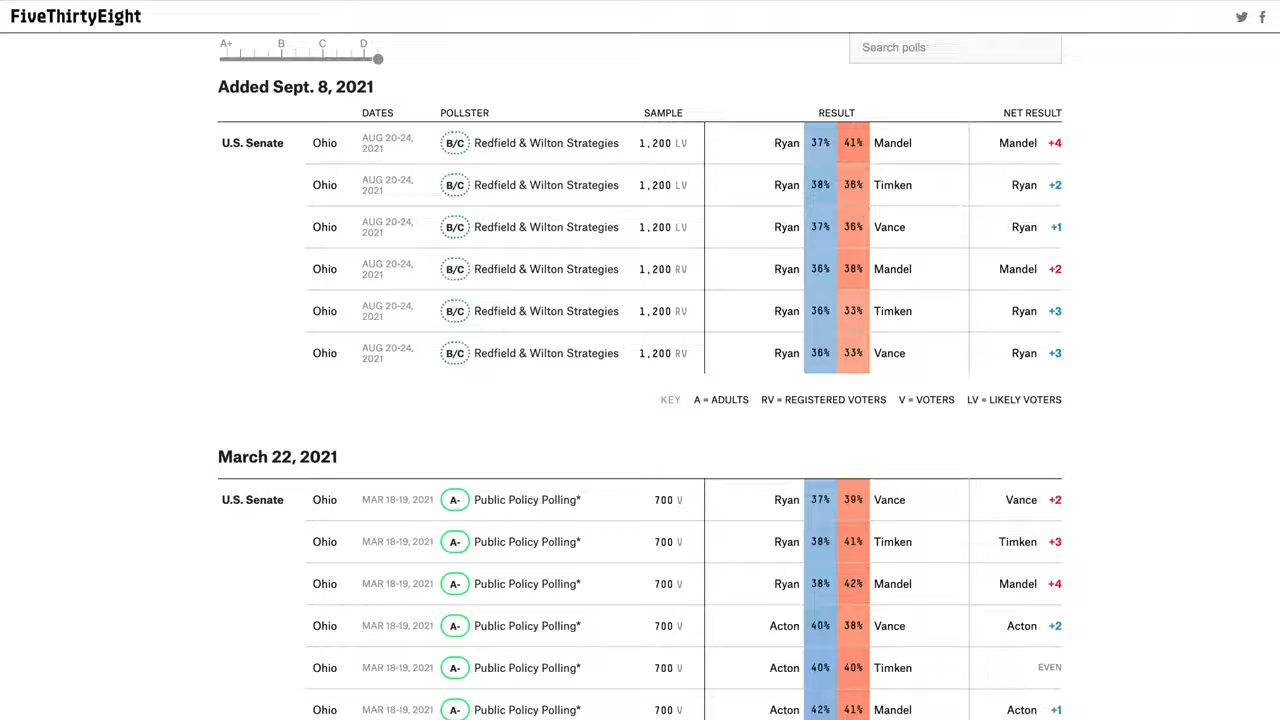 FiveThirtyEight
A+ B C D
Search polls
Added Sept. 8, 2021
DATES POLLSTER SAMPLE RESULT NET RESULT
U.S. Senate Ohio AUG 20-24, 2021 B/C Redfield & Wilton Strategies 1,200 LV Ryan 37% 41% Mandel Mandel +4
Ohio AUG 20-24, 2021 B/C Redfield & Wilton Strategies 1,200 LV Ryan 38% 36% Timken Ryan +2
Ohio AUG 20-24, 2021 B/C Redfield & Wilton Strategies 1,200 LV Ryan 37% 36% Vance Ryan +1
Ohio AUG 20-24, 2021 B/C Redfield & Wilton Strategies 1,200 RV Ryan 36% 38% Mandel Mandel +2
Ohio AUG 20-24, 2021 B/C Redfield & Wilton Strategies 1,200 RV Ryan 36% 33% Timken Ryan +3
Ohio AUG 20-24, 2021 B/C Redfield & Wilton Strategies 1,200 RV Ryan 36% 33% Vance Ryan +3
KEY A = ADULTS RV = REGISTERED VOTERS V = VOTERS LV = LIKELY VOTERS
March 22, 2021
U.S. Senate Ohio MAR 18-19, 2021 A- Public Policy Polling* 700 V Ryan 37% 39% Vance Vance +2
Ohio MAR 18-19, 2021 A- Public Policy Polling* 700 V Ryan 38% 41% Timken Timken +3
Ohio MAR 18-19, 2021 A- Public Policy Polling* 700 V Ryan 38% 42% Mandel Mandel +4
Ohio MAR 18-19, 2021 A- Public Policy Polling* 700 V Acton 40% 38% Vance Acton +2
Ohio MAR 18-19, 2021 A- Public Policy Polling* 700 V Acton 40% 40% Timken EVEN
Ohio MAR 18-19, 2021 A- Public Policy Polling* 700 V Acton 42% 41% Mandel Acton +1